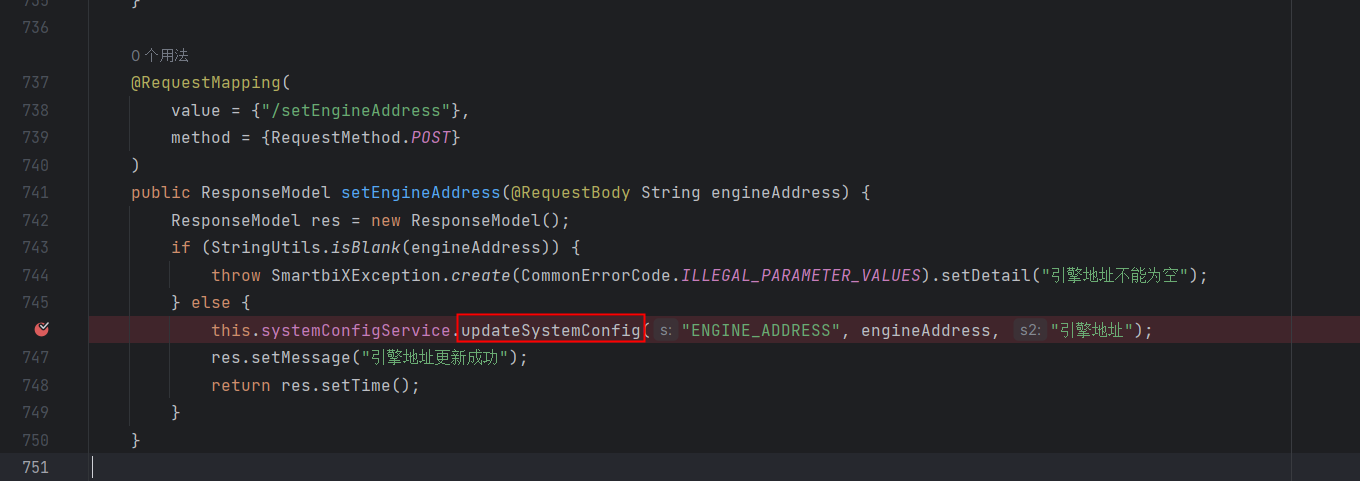 735 }
736
0 个用法
737 @RequestMapping(
738 value = {"/setEngineAddress"},
739 method = {RequestMethod.POST}
740 )
741 public ResponseModel setEngineAddress(@RequestBody String engineAddress) {
742 ResponseModel res = new ResponseModel();
743 if (StringUtils.isBlank(engineAddress)) {
744 throw SmartbiXException.create(CommonErrorCode.ILLEGAL_PARAMETER_VALUES).setDetail("引擎地址不能为空");
745 } else {
this.systemConfigService.updateSystemConfig( s: "ENGINE_ADDRESS", engineAddress, s2: "引擎地址");
747 res.setMessage("引擎地址更新成功");
748 return res.setTime();
749 }
750 }
751